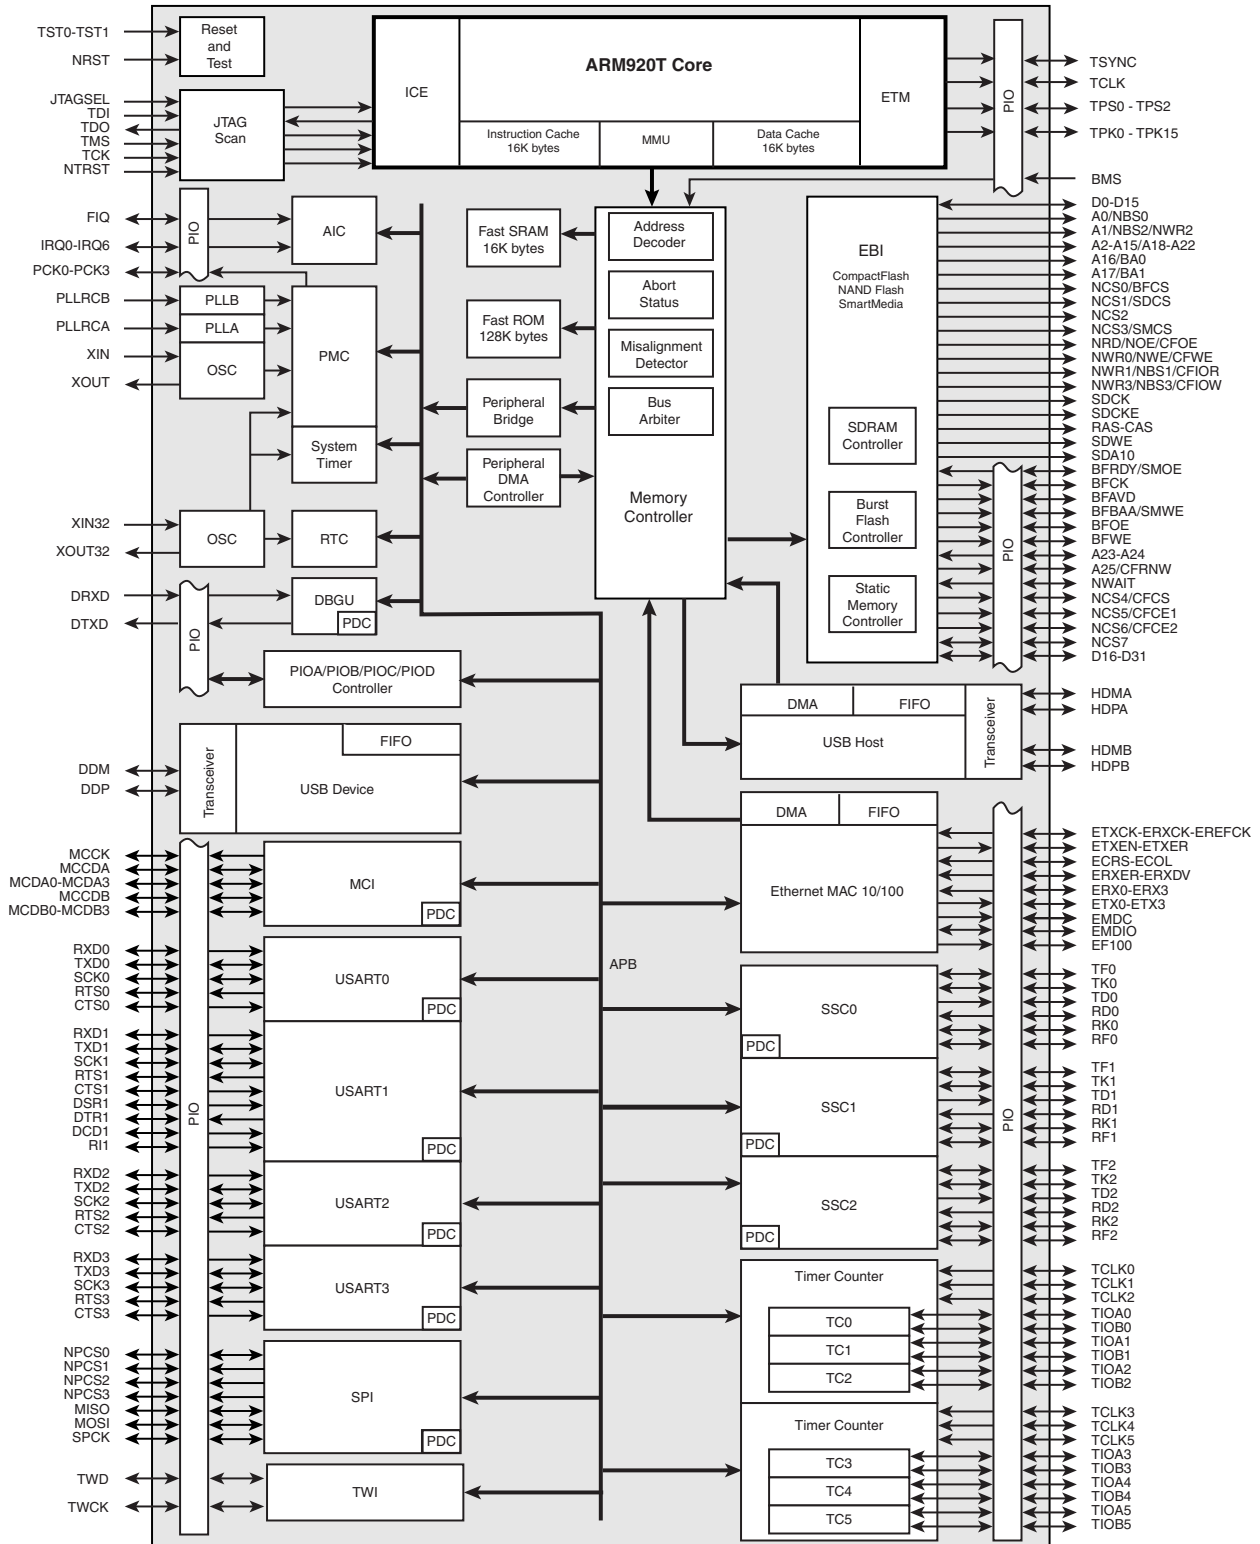 TST0-TST1
NRST
Reset
and
Test
JTAGSEL
TDI
TDO
TMS
TCK
NTRST
JTAG
Scan
ICE
ARM920T Core
ETM
Instruction Cache
16K bytes
MMU
Data Cache
16K bytes
PIO
TSYNC
TCLK
TPS0 - TPS2
TPK0 - TPK15
BMS
FIQ
IRQ0-IRQ6
PCK0-PCK3
PIO
AIC
PLLRCB
PLLRCA
XIN
XOUT
PLLB
PLLA
OSC
PMC
System
Timer
XIN32
XOUT32
OSC
RTC
DRXD
DTXD
PIO
DBGU
PDC
PIOA/PIOB/PIOC/PIOD
Controller
Fast SRAM
16K bytes
Fast ROM
128K bytes
Peripheral
Bridge
Peripheral
DMA
Controller
Address
Decoder
Abort
Status
Misalignment
Detector
Bus
Arbiter
Memory
Controller
EBI
CompactFlash
NAND Flash
SmartMedia
SDRAM
Controller
Burst
Flash
Controller
Static
Memory
Controller
PIO
D0-D15
A0/NBS0
A1/NBS2/NWR2
A2-A15/A18-A22
A16/BA0
A17/BA1
NCS0/BFCS
NCS1/SDCS
NCS2
NCS3/SMCS
NRD/NOE/CFOE
NWR0/NWE/CFWE
NWR1/NBS1/CFIOR
NWR3/NBS3/CFIOW
SDCK
SDCKE
RAS-CAS
SDWE
SDA10
BFRDY/SMOE
BFCK
BFAVD
BFBAA/SMWE
BFOE
BFWE
A23-A24
A25/CFRNW
NWAIT
NCS4/CFCS
NCS5/CFCE1
NCS6/CFCE2
NCS7
D16-D31
DMA
FIFO
USB Host
Transceiver
HDMA
HDPA
HDMB
HDPB
DDM
DDP
Transceiver
FIFO
USB Device
DMA
FIFO
Ethernet MAC 10/100
ETXCK-ERXCK-EREFCK
ETXEN-ETXER
ECRS-ECOL
ERXER-ERXDV
ERX0-ERX3
ETX0-ETX3
EMDC
EMDIO
EF100
MCCK
MCCDA
MCDA0-MCDA3
MCCDB
MCDB0-MCDB3
MCI
PDC
RXD0
TXD0
SCK0
RTS0
CTS0
USART0
PDC
APB
RXD1
TXD1
SCK1
RTS1
CTS1
DSR1
DTR1
DCD1
RI1
PIO
USART1
PDC
RXD2
TXD2
SCK2
RTS2
CTS2
USART2
PDC
RXD3
TXD3
SCK3
RTS3
CTS3
USART3
PDC
NPCS0
NPCS1
NPCS2
NPCS3
MISO
MOSI
SPCK
SPI
PDC
TWD
TWCK
TWI
SSC0
PDC
TF0
TK0
TD0
RD0
RK0
RF0
SSC1
PDC
PIO
TF1
TK1
TD1
RD1
RK1
RF1
SSC2
PDC
TF2
TK2
TD2
RD2
RK2
RF2
Timer Counter
TC0
TC1
TC2
TCLK0
TCLK1
TCLK2
TIOA0
TIOB0
TIOA1
TIOB1
TIOA2
TIOB2
Timer Counter
TC3
TC4
TC5
TCLK3
TCLK4
TCLK5
TIOA3
TIOB3
TIOA4
TIOB4
TIOA5
TIOB5